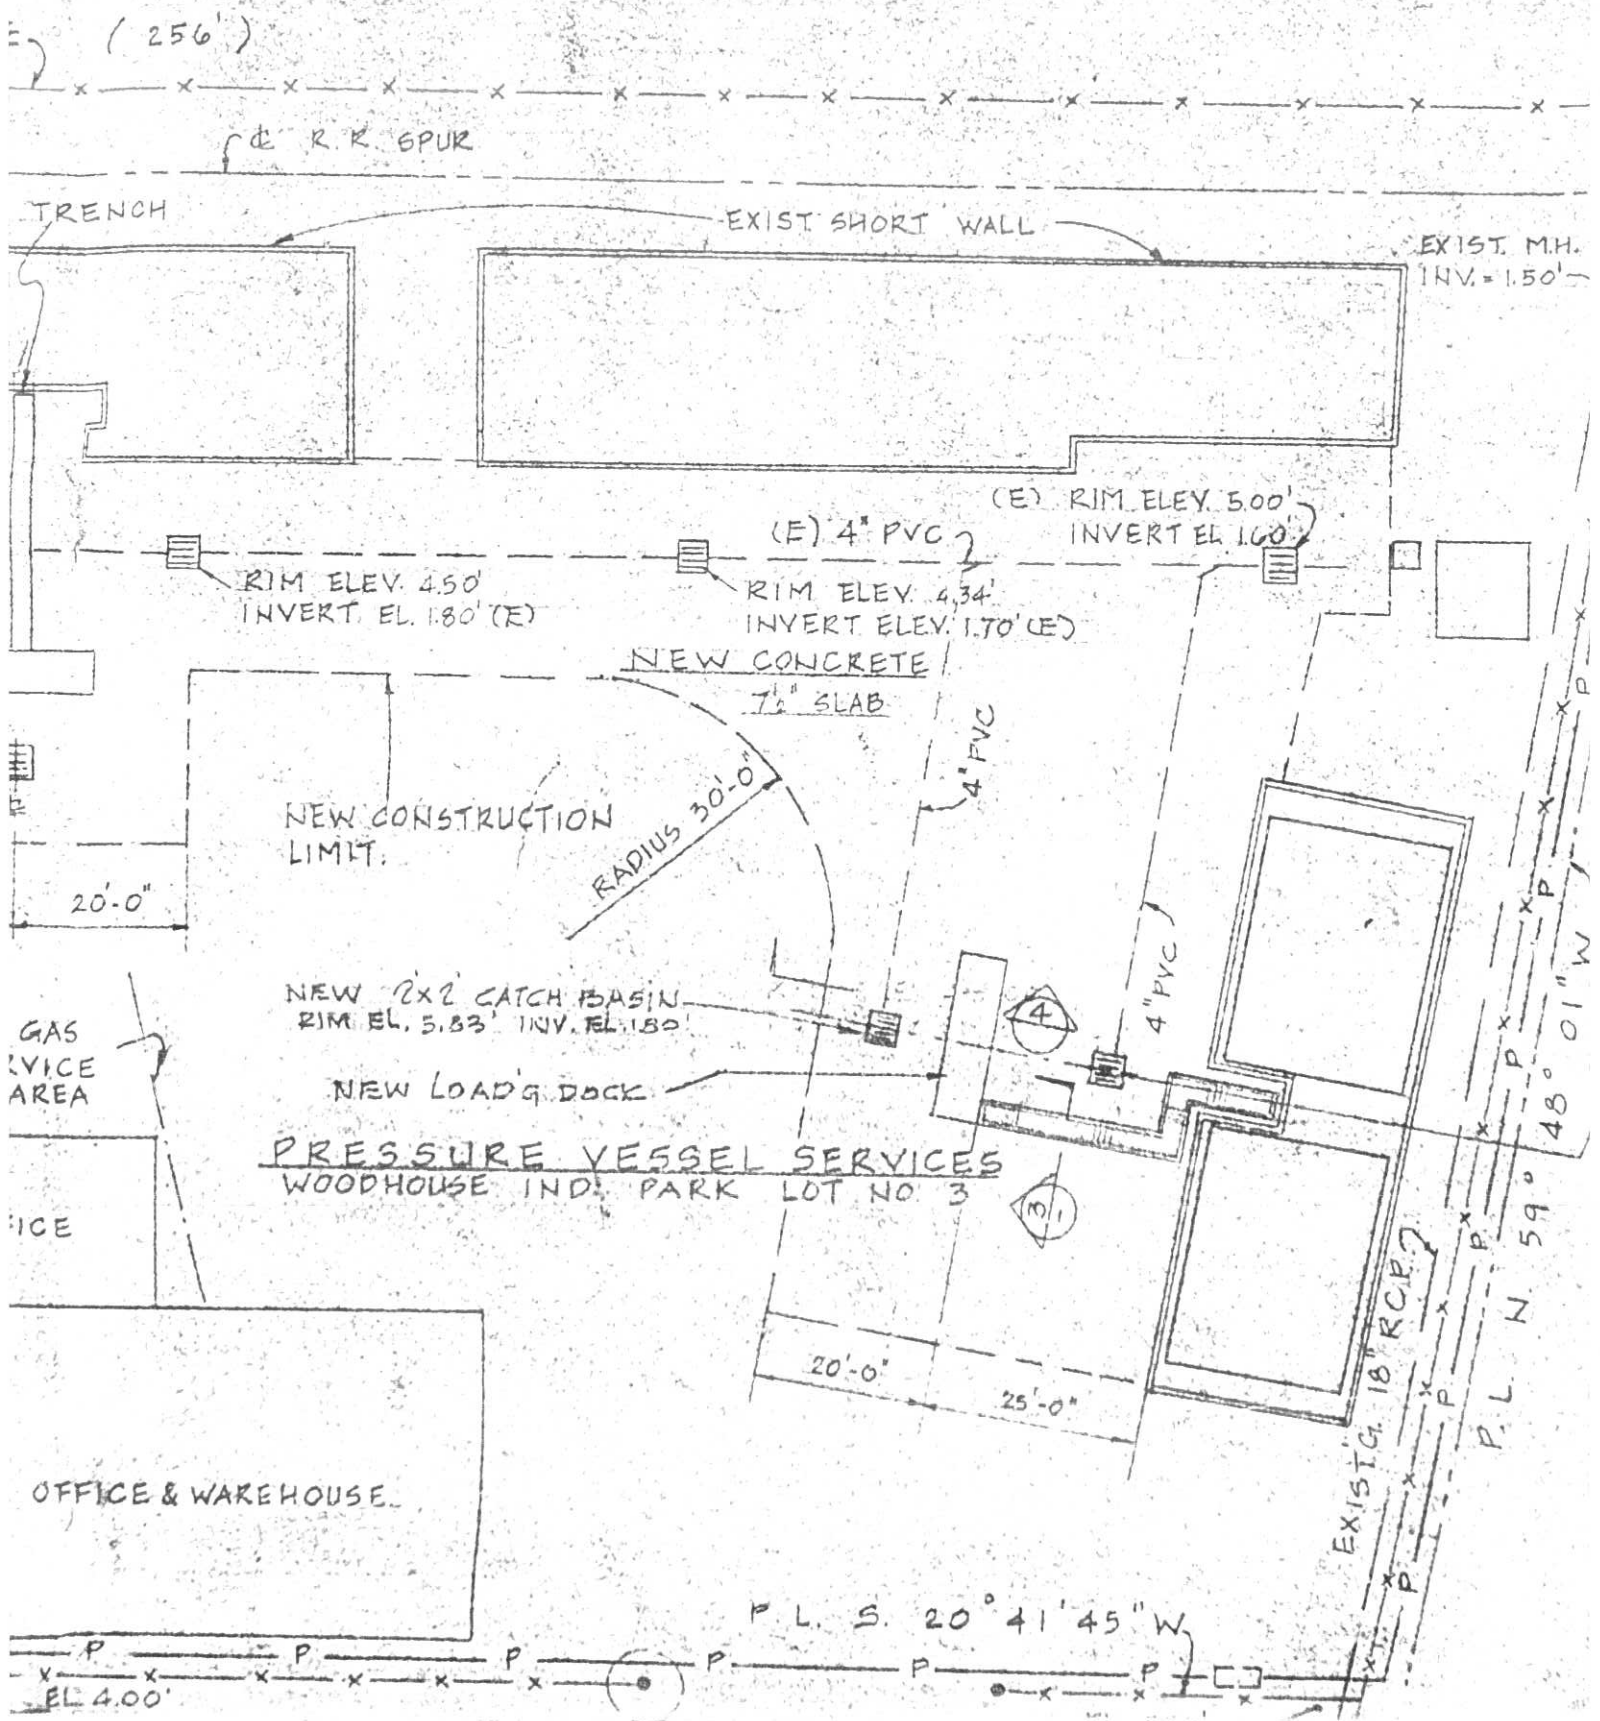 ( 256' )
℄ R.R. SPUR
TRENCH
EXIST. SHORT WALL
EXIST. M.H.
INV. = 1.50'
(E) RIM ELEV. 5.00'
INVERT EL 1.60'
(E) 4" PVC
RIM ELEV. 4.50'
INVERT EL. 1.80' (E)
RIM ELEV. 4.34'
INVERT ELEV. 1.70' (E)
NEW CONCRETE
7½" SLAB
4" PVC
P
NEW CONSTRUCTION
LIMIT.
RADIUS 30'-0"
20'-0"
P
4" PVC
NEW 2'x2' CATCH BASIN
RIM EL. 5.83' INV. EL. 1.80'
4
GAS
RVICE
AREA
P
NEW LOAD'G DOCK
PRESSURE VESSEL SERVICES
WOODHOUSE IND. PARK LOT NO. 3
3
1
FICE
P
P.L. N 59° 48' 01" W
20'-0"
25'-0"
P
EXIST'G. 18" R.C.P.
OFFICE & WAREHOUSE
P
P.L. S. 20° 41' 45" W
P P P P P P
EL 4.00'